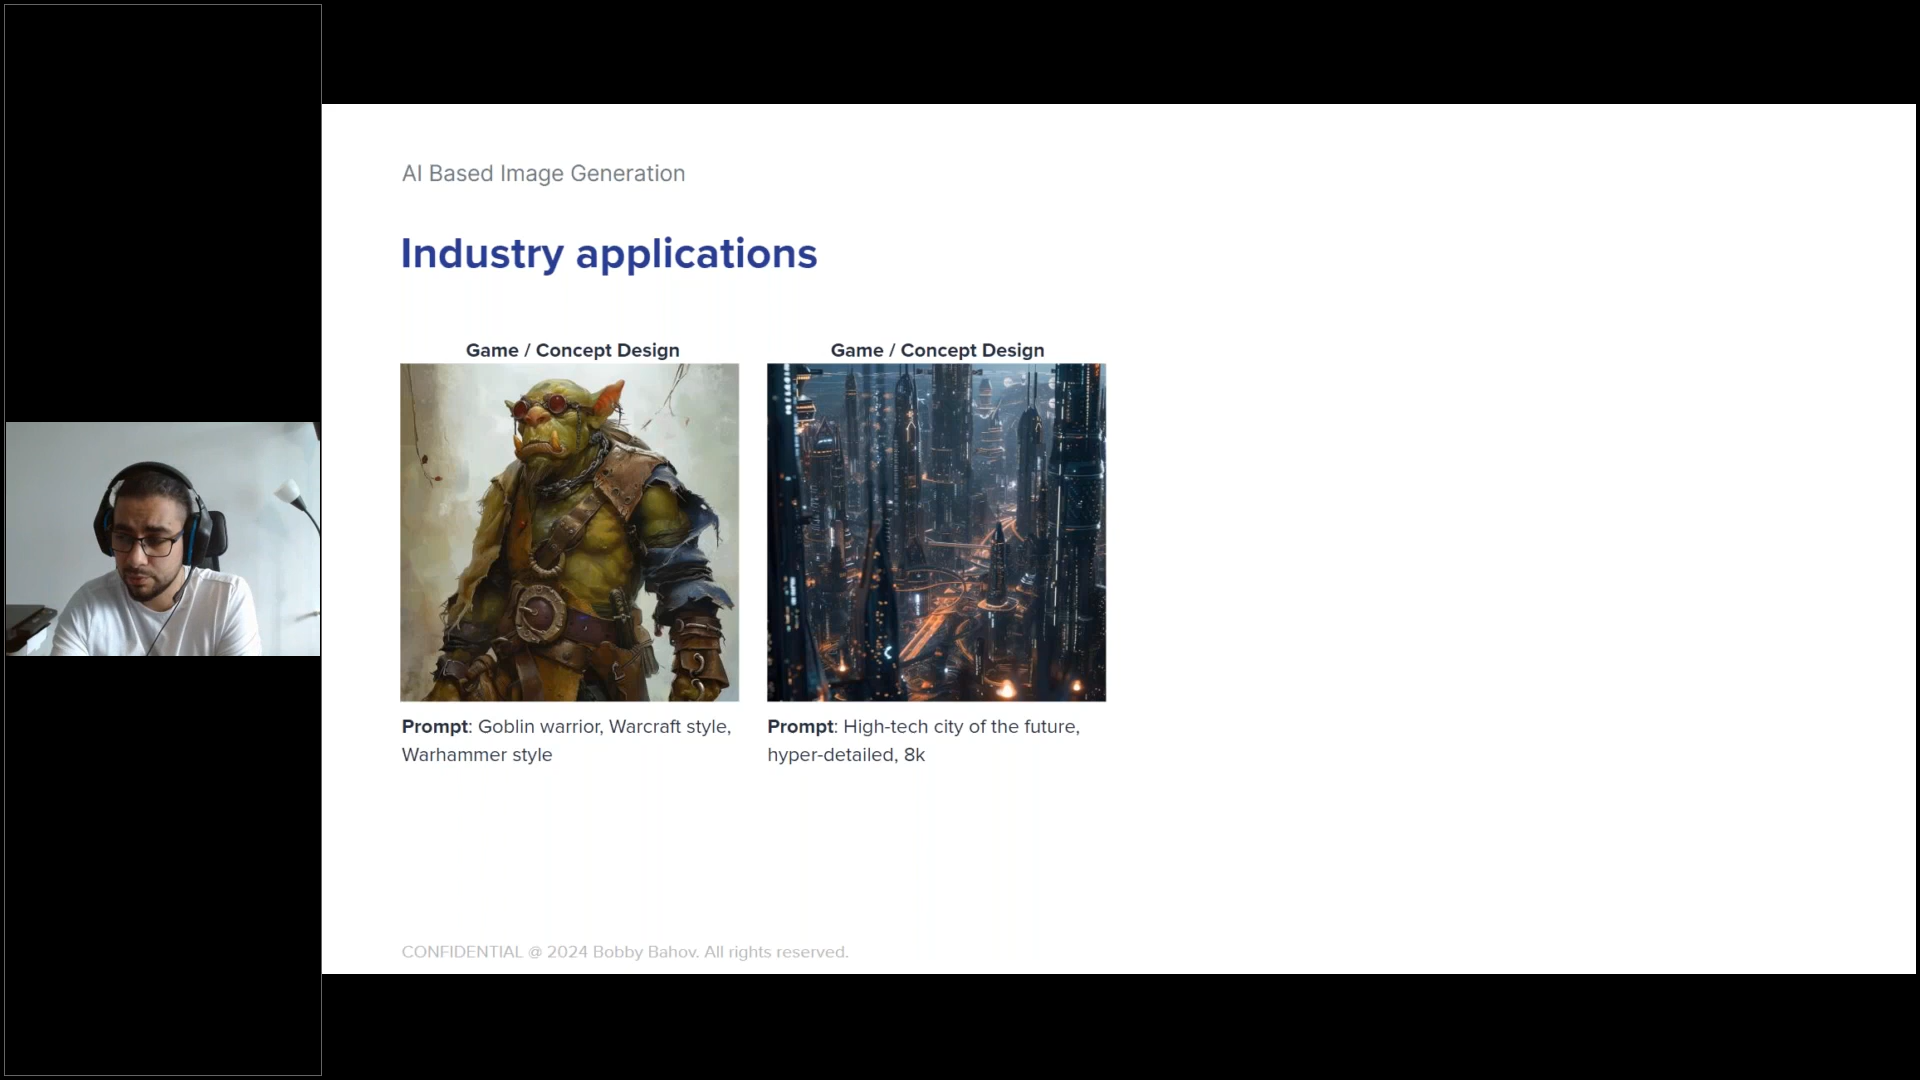 AI Based Image Generation
Industry applications
Game / Concept Design
Prompt: Goblin warrior, Warcraft style,
Warhammer style
Game / Concept Design
Prompt: High-tech city of the future,
hyper-detailed, 8k
CONFIDENTIAL @ 2024 Bobby Bahov. All rights reserved.